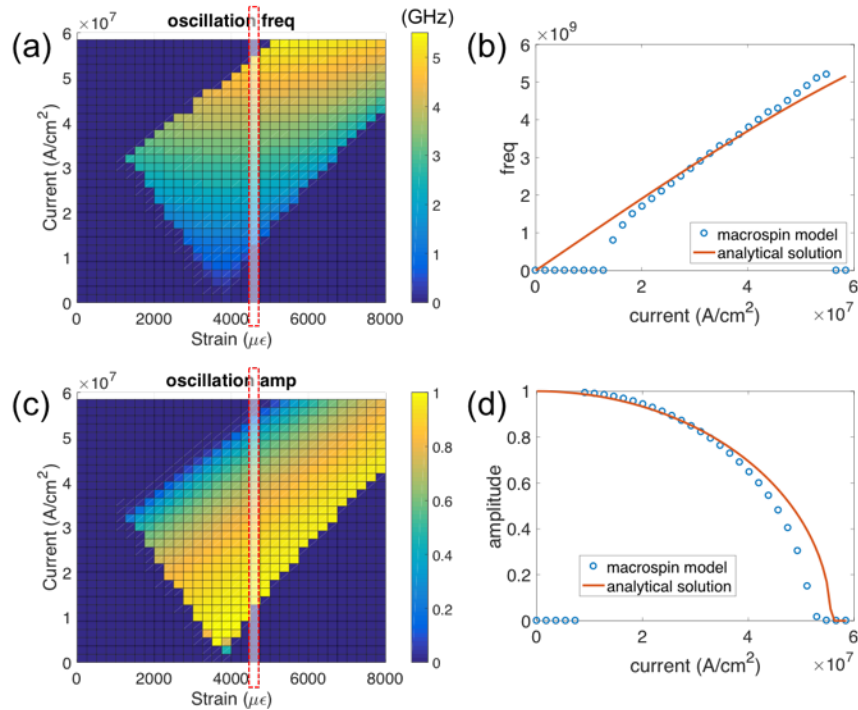 (a)
oscillation freq
(GHz)
×10⁷
6
5
4
3
2
1
0
Current (A/cm²)
0 2000 4000 6000 8000
Strain (με)
5
4
3
2
1
0
(b)
×10⁹
6
5
4
3
2
1
0
freq
macrospin model
analytical solution
0 2 4 6
current (A/cm²)
×10⁷
(c)
oscillation amp
×10⁷
6
5
4
3
2
1
0
Current (A/cm²)
0 2000 4000 6000 8000
Strain (με)
1
0.8
0.6
0.4
0.2
0
(d)
1
0.8
0.6
0.4
0.2
0
amplitude
macrospin model
analytical solution
0 2 4 6
current (A/cm²)
×10⁷